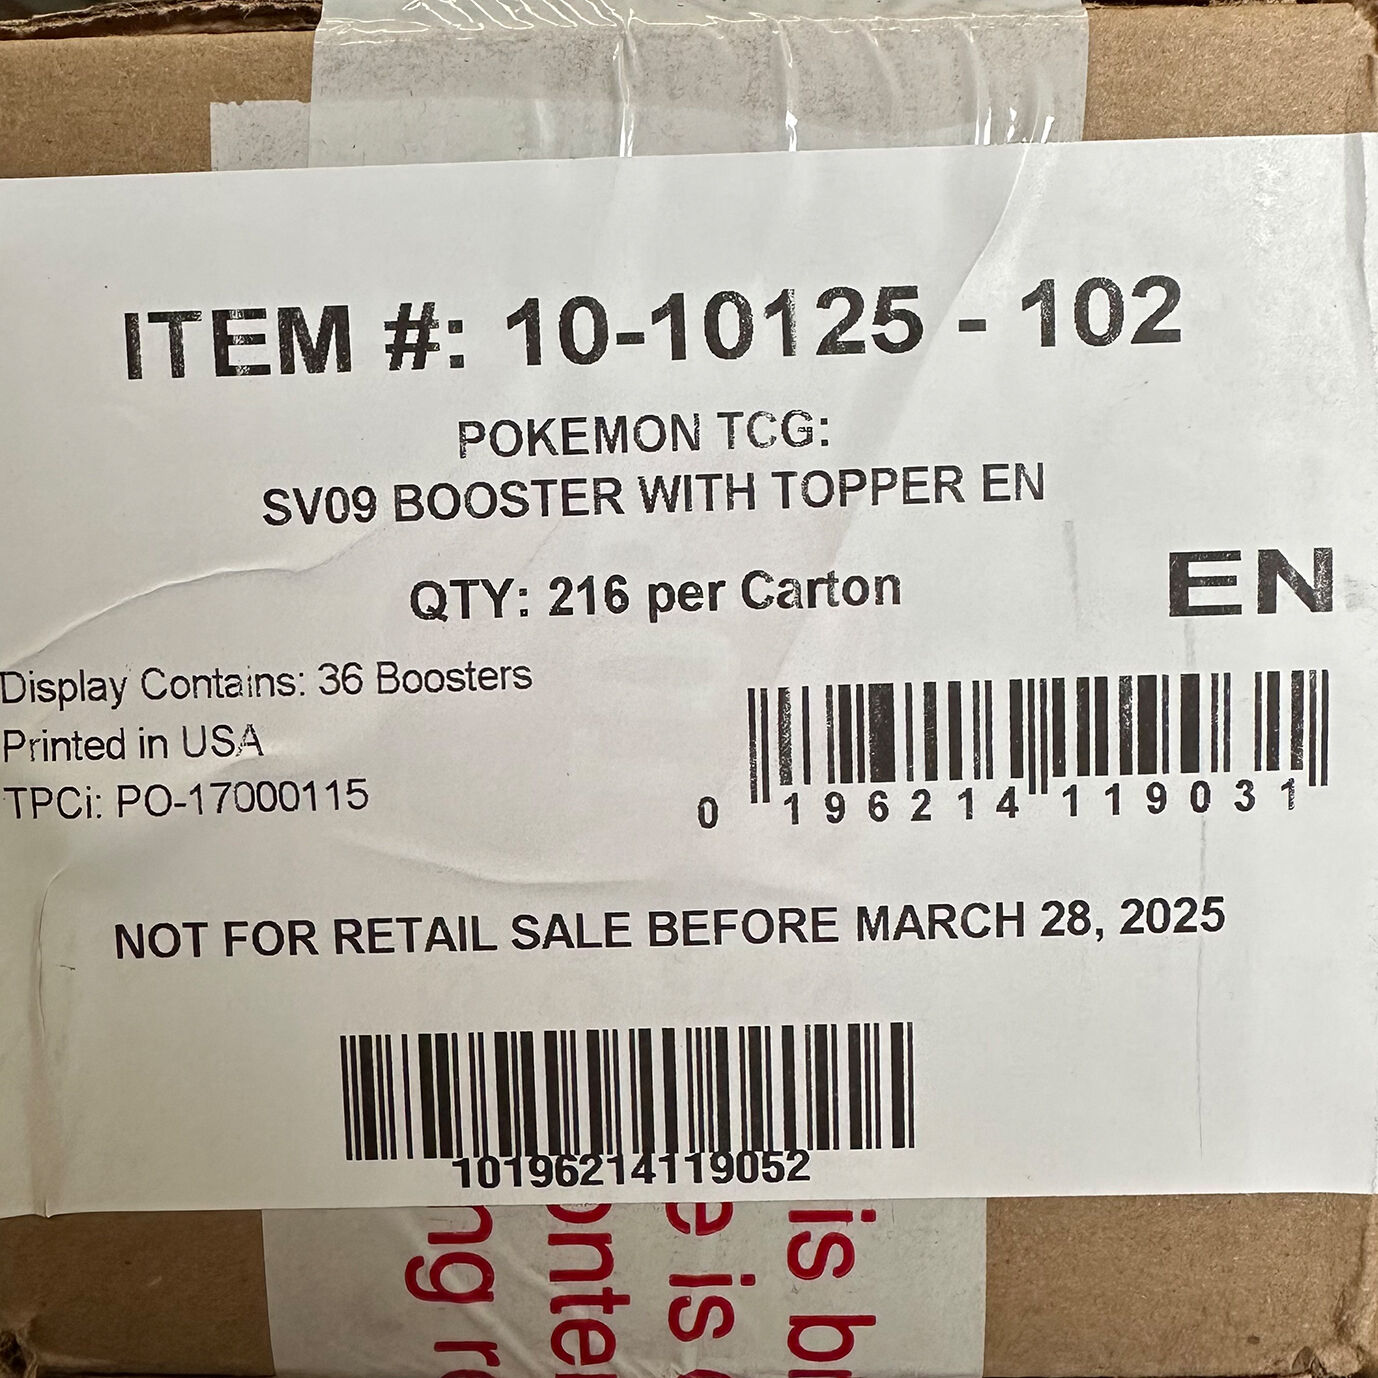 ITEM #: 10-10125 - 102
POKEMON TCG:
SV09 BOOSTER WITH TOPPER EN
QTY: 216 per Carton
EN
Display Contains: 36 Boosters
Printed in USA
TPCi: PO-17000115
0 196214 119031
NOT FOR RETAIL SALE BEFORE MARCH 28, 2025
10196214119052
is
e is